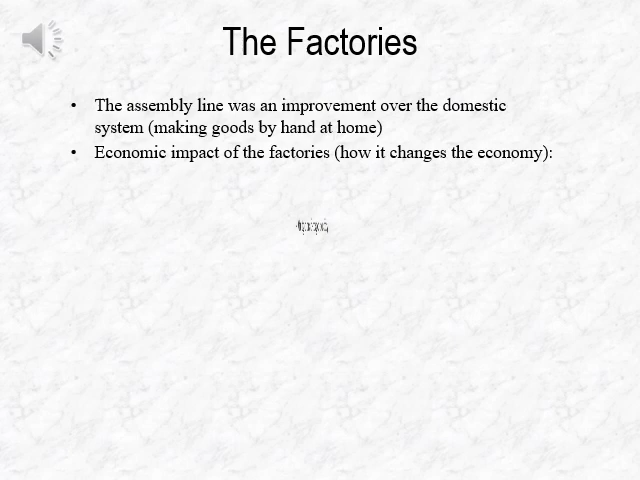 The Factories
• The assembly line was an improvement over the domestic
system (making goods by hand at home)
• Economic impact of the factories (how it changes the economy):